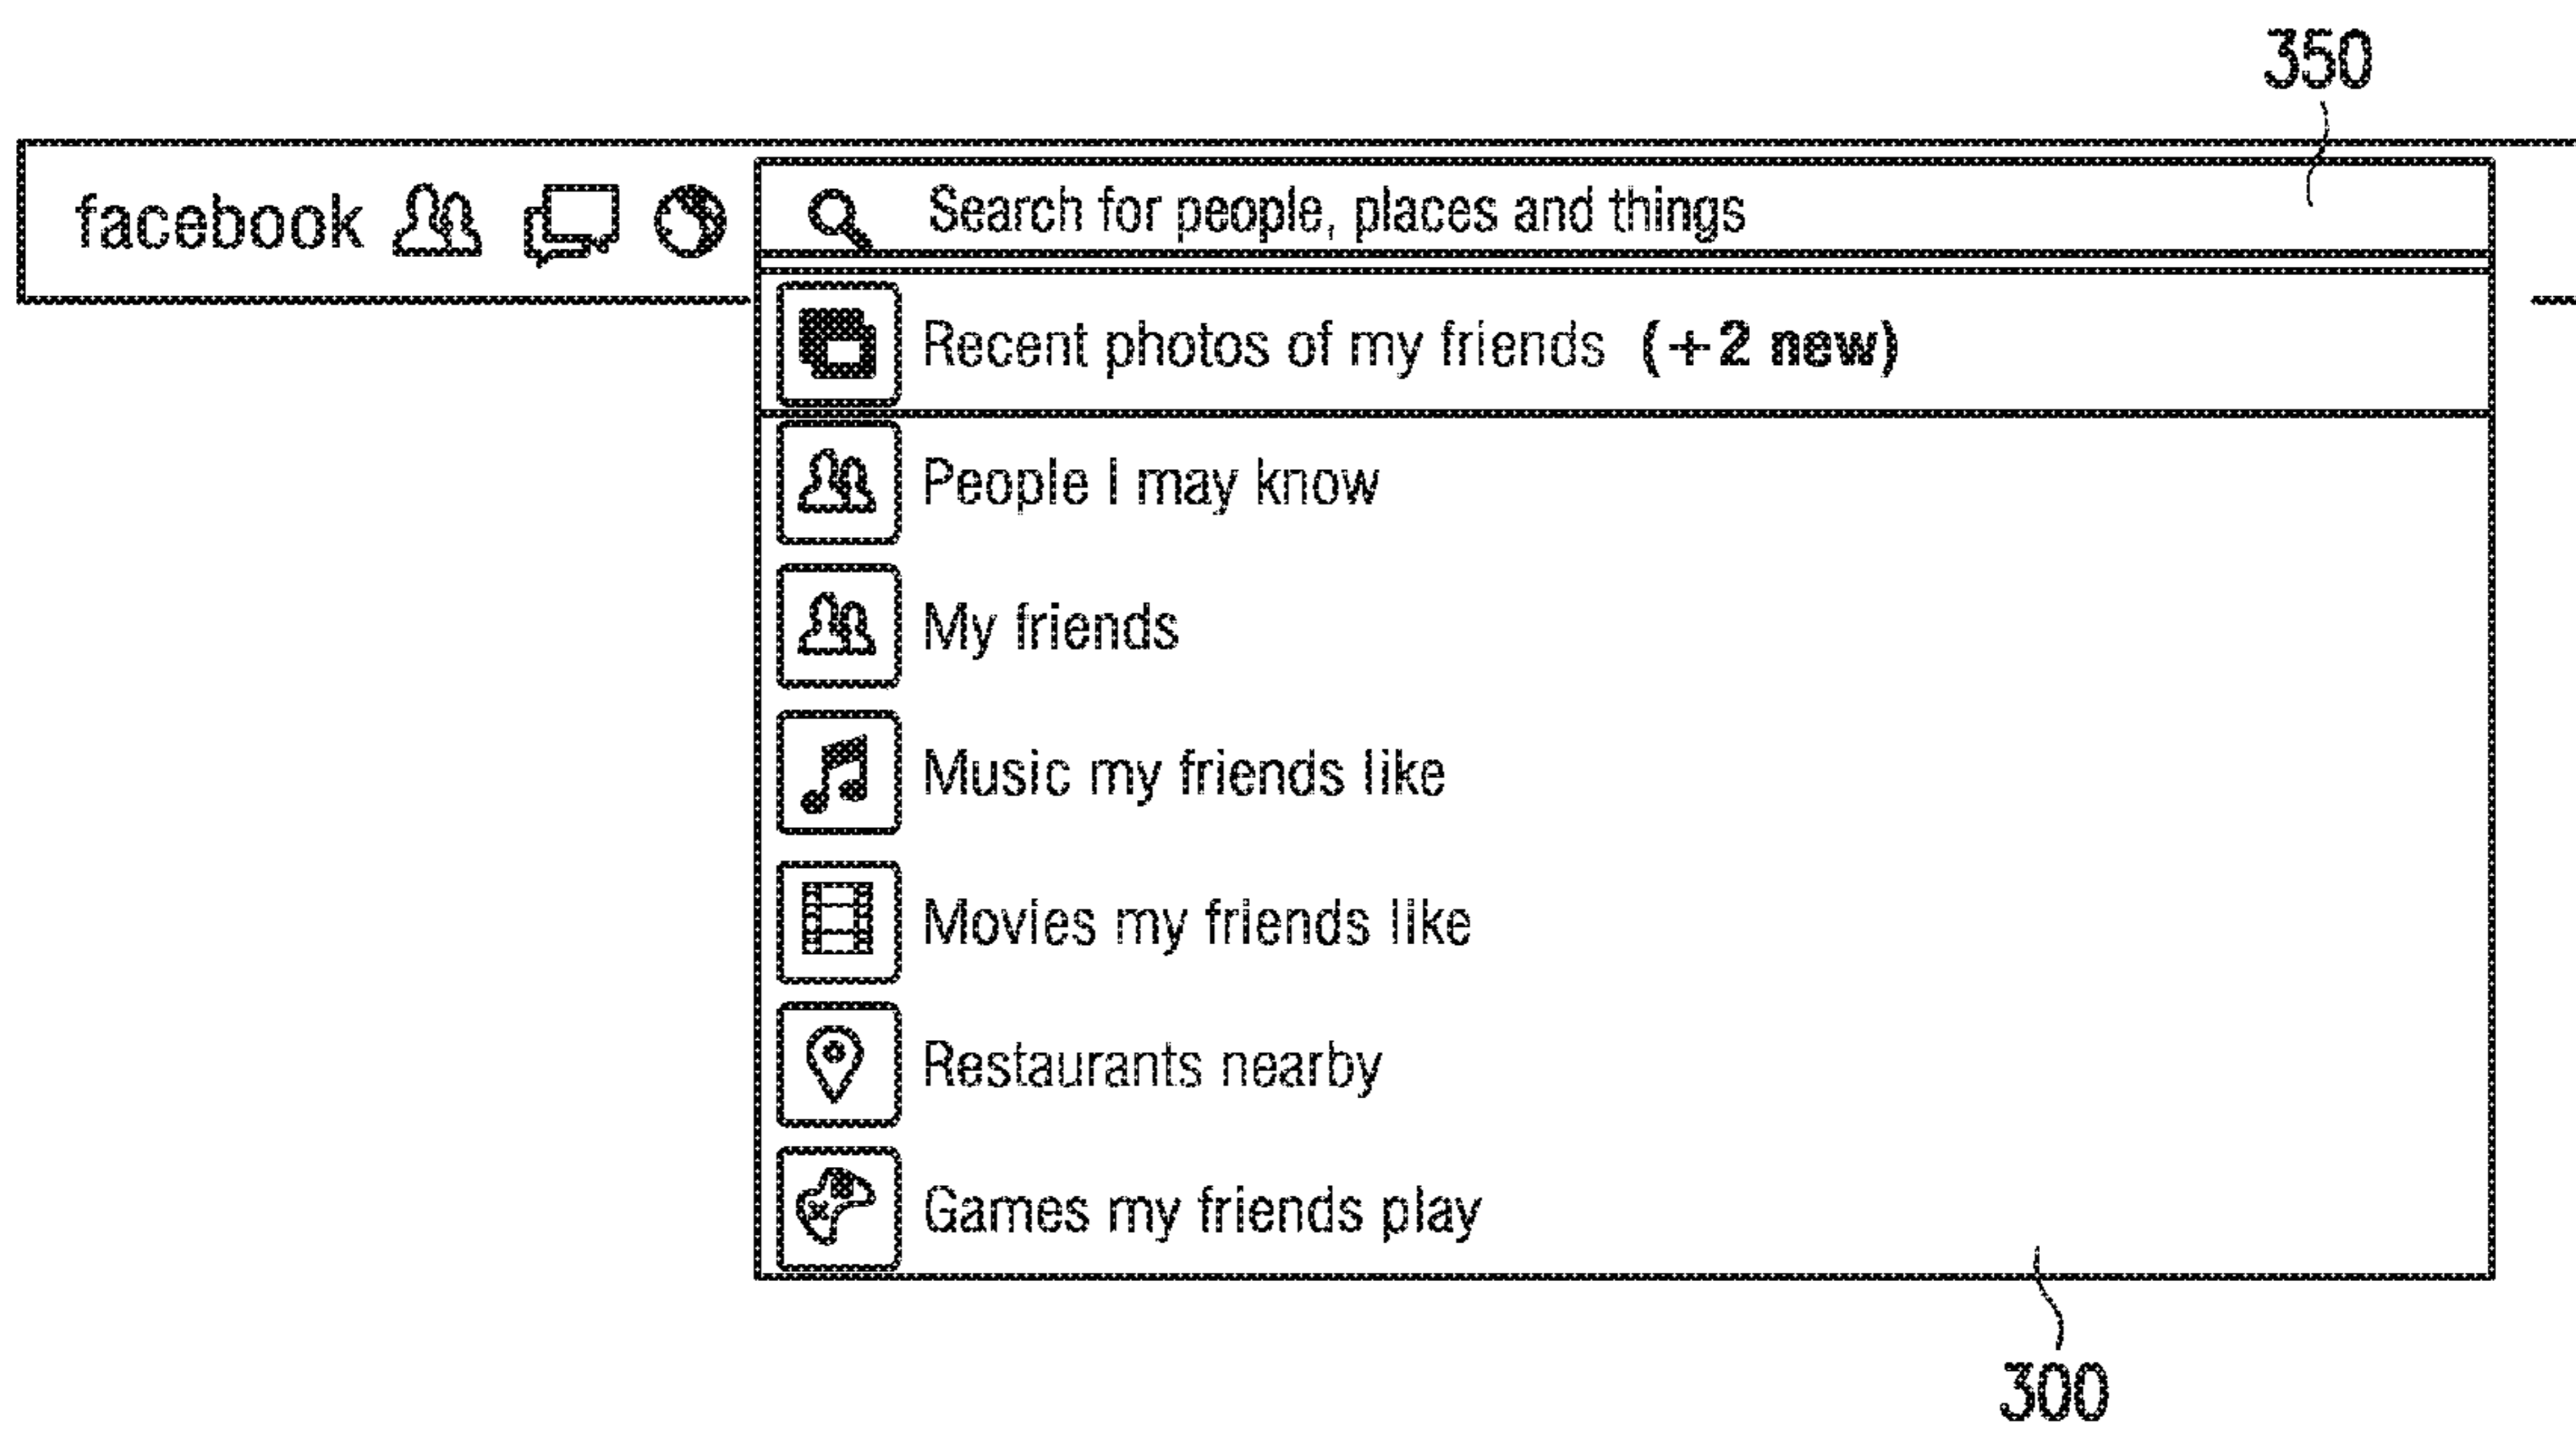 350
facebook
Search for people, places and things
Recent photos of my friends (+2 new)
People I may know
My friends
Music my friends like
Movies my friends like
Restaurants nearby
Games my friends play
300